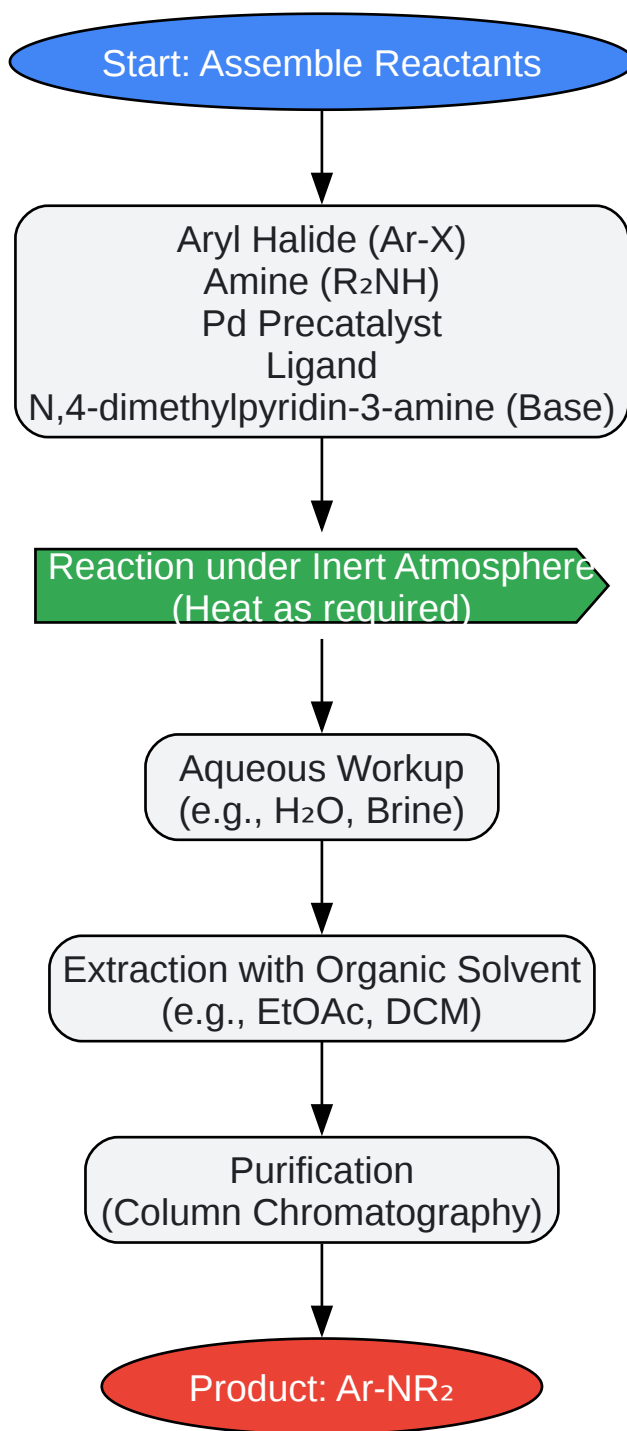 Start: Assemble Reactants
Aryl Halide (Ar-X)
Amine (R₂NH)
Pd Precatalyst
Ligand
N,4-dimethylpyridin-3-amine (Base)
Reaction under Inert Atmosphere
(Heat as required)
Aqueous Workup
(e.g., H₂O, Brine)
Extraction with Organic Solvent
(e.g., EtOAc, DCM)
Purification
(Column Chromatography)
Product: Ar-NR₂